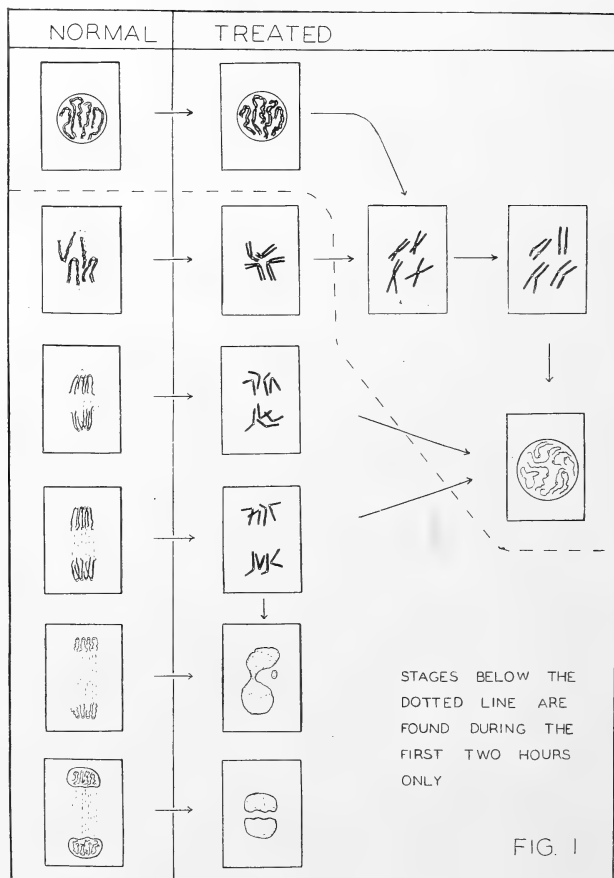 NORMAL
TREATED
STAGES BELOW THE
DOTTED LINE ARE
FOUND DURING THE
FIRST TWO HOURS
ONLY
FIG. 1